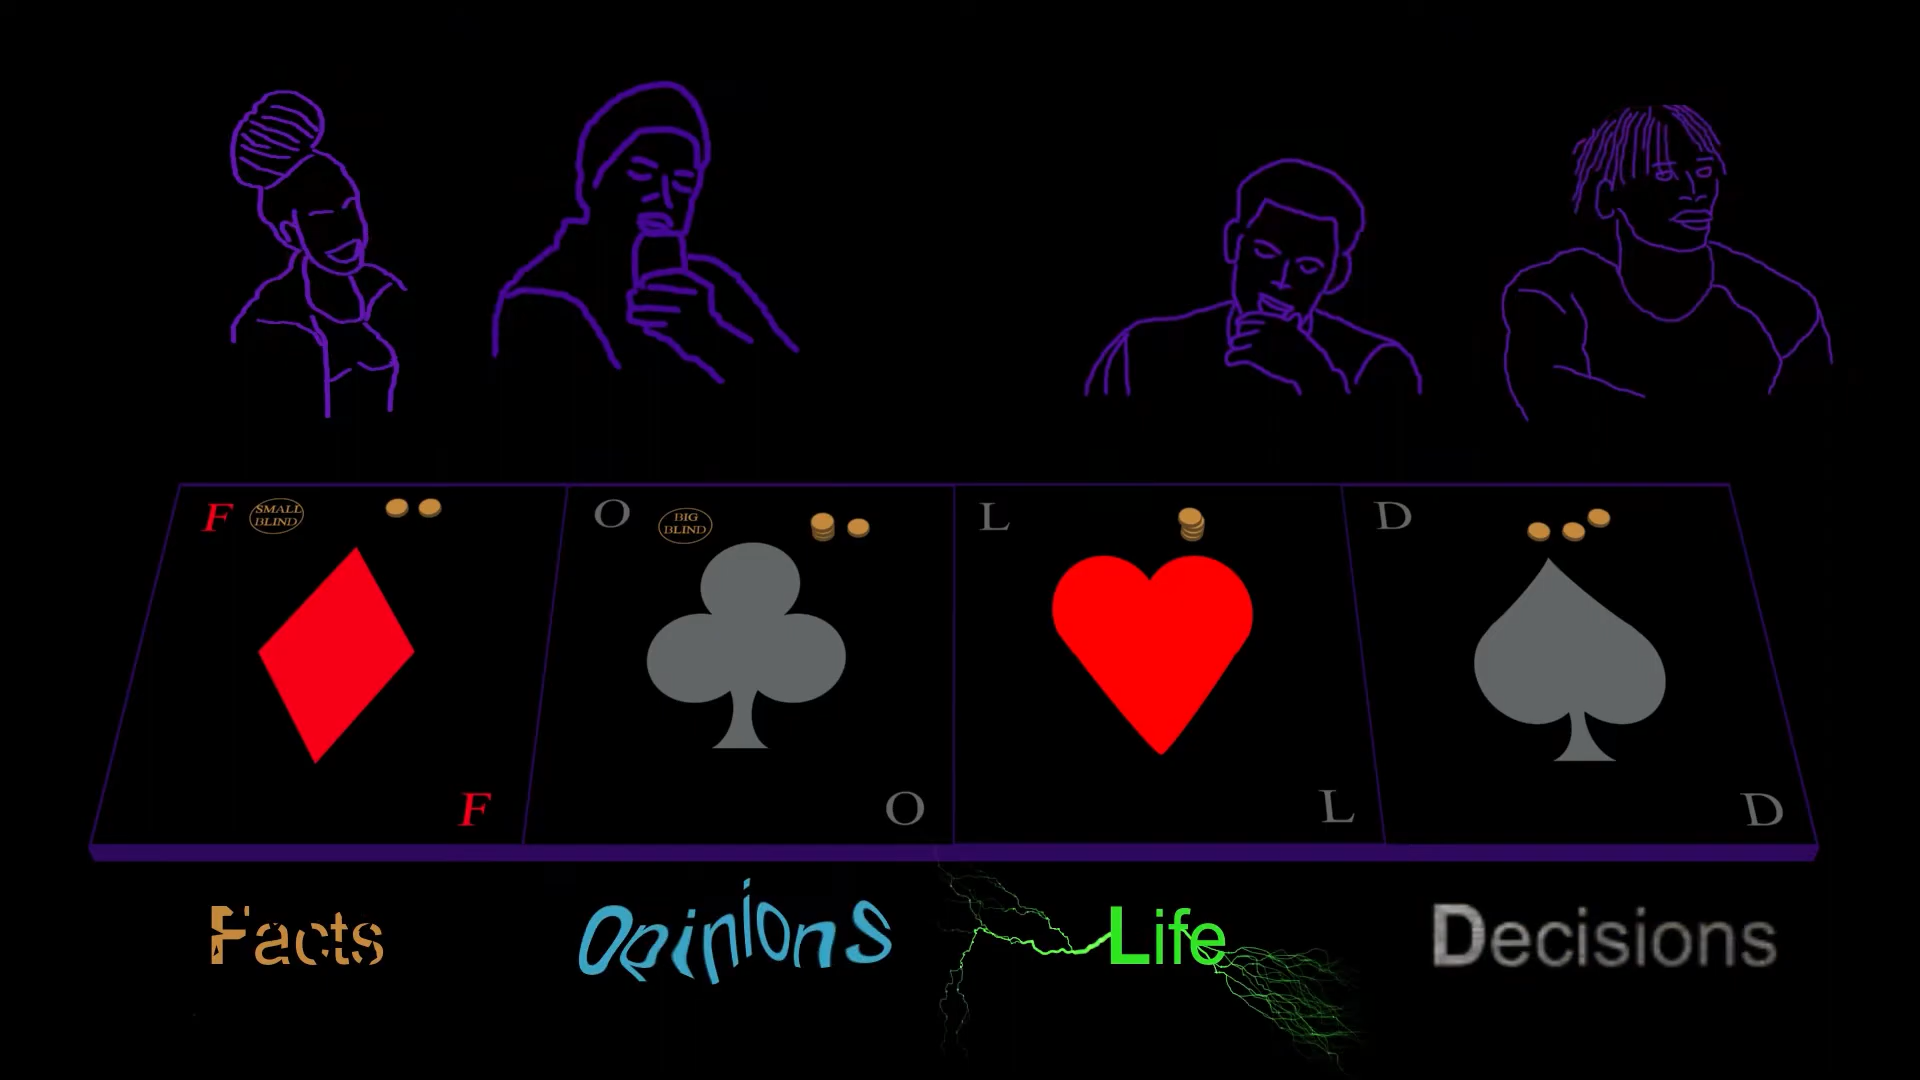 F
SMALL
BLIND
O
BIG
BLIND
L
D
F
O
L
D
Facts
Opinions
Life
Decisions